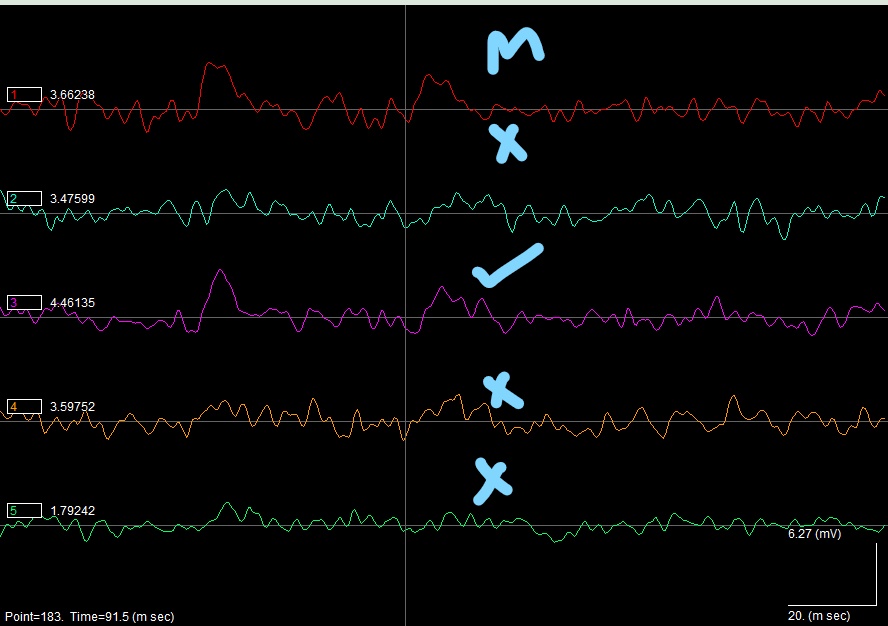 M
1 3.66238
2 3.47599
3 4.46135
4 3.59752
5 1.79242
6.27 (mV)
20. (m sec)
Point=183. Time=91.5 (m sec)